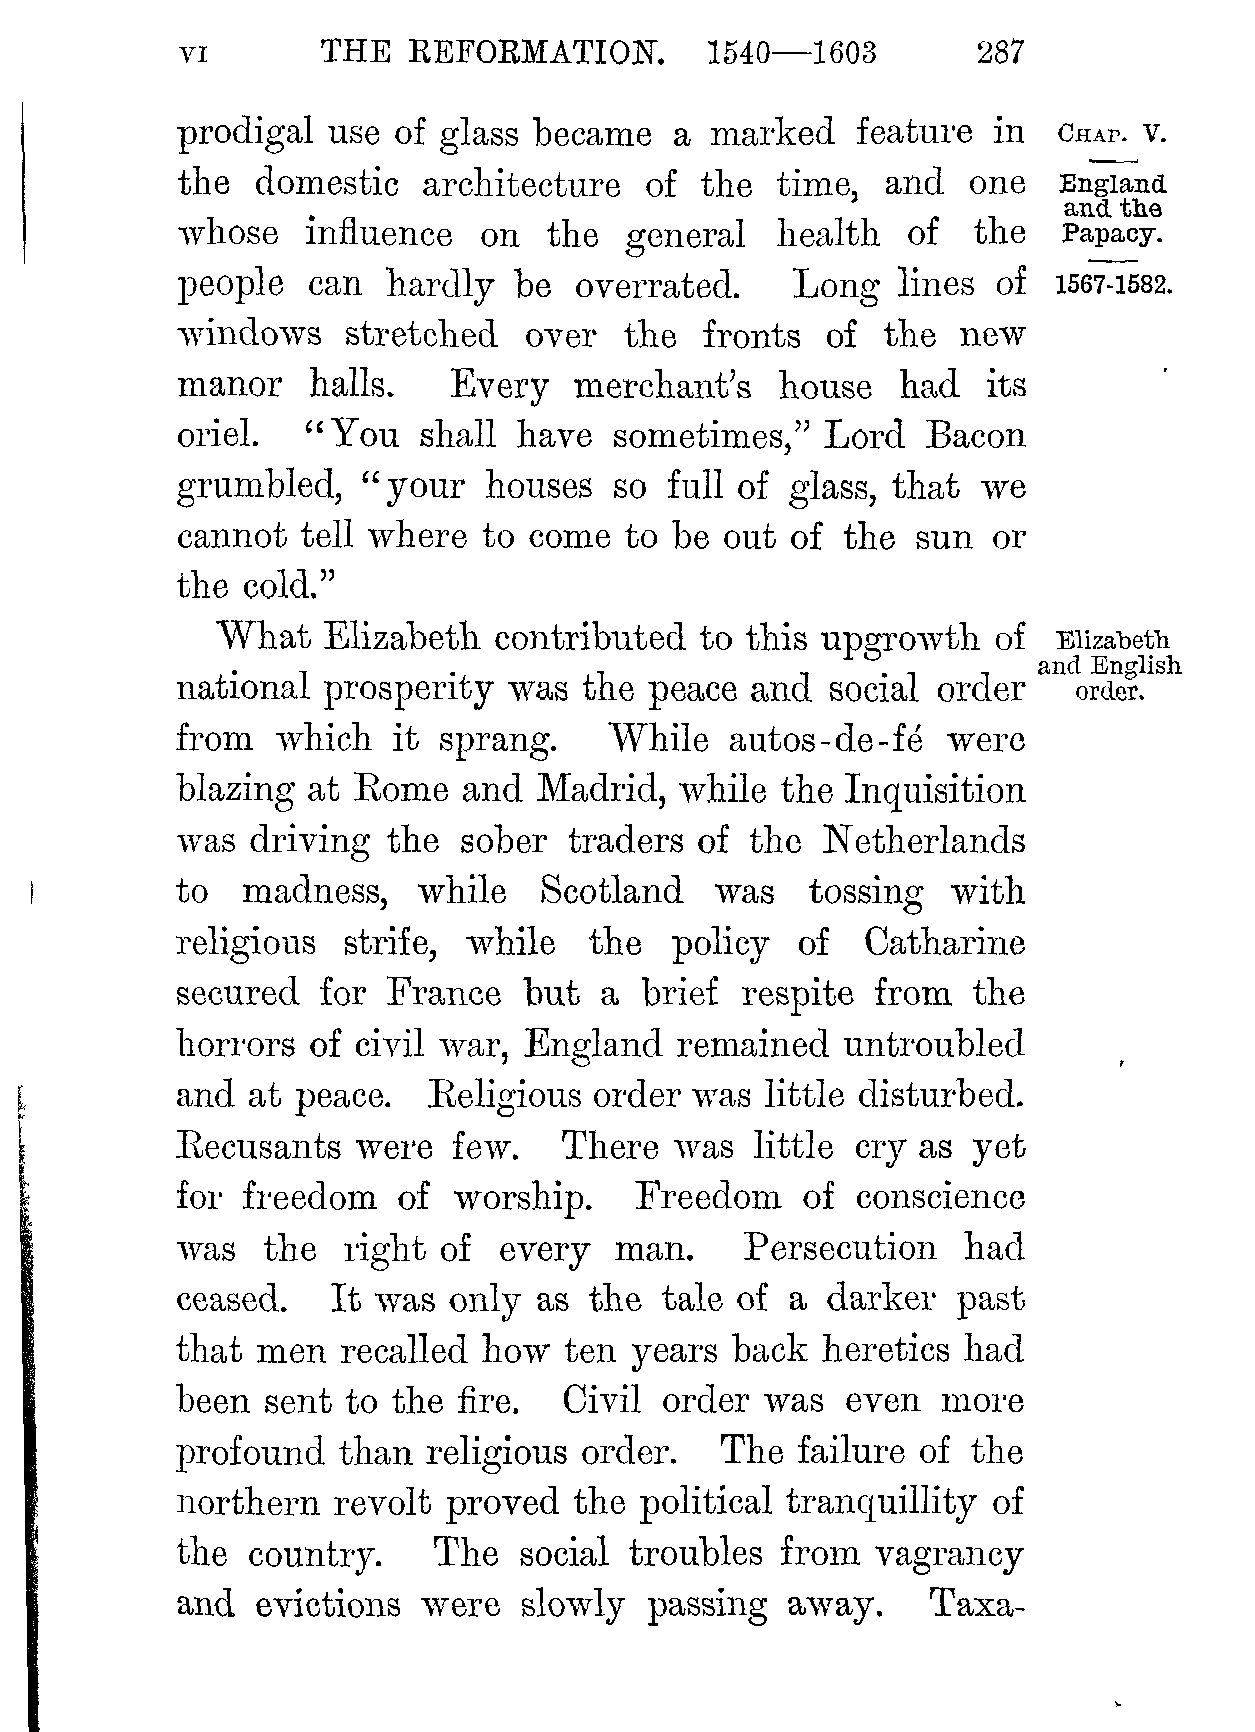 VI THE REFORMATION. 1540—1603 287
prodigal use of glass became a marked feature in
the domestic architecture of the time, and one
whose influence on the general health of the
people can hardly be overrated. Long lines of
windows stretched over the fronts of the new
manor halls. Every merchant's house had its
oriel. “You shall have sometimes,” Lord Bacon
grumbled, “your houses so full of glass, that we
cannot tell where to come to be out of the sun or
the cold.”
CHAP. V.
England
and the
Papacy.
1567-1582.
What Elizabeth contributed to this upgrowth of
national prosperity was the peace and social order
from which it sprang. While autos-de-fé were
blazing at Rome and Madrid, while the Inquisition
was driving the sober traders of the Netherlands
to madness, while Scotland was tossing with
religious strife, while the policy of Catharine
secured for France but a brief respite from the
horrors of civil war, England remained untroubled
and at peace. Religious order was little disturbed.
Recusants were few. There was little cry as yet
for freedom of worship. Freedom of conscience
was the right of every man. Persecution had
ceased. It was only as the tale of a darker past
that men recalled how ten years back heretics had
been sent to the fire. Civil order was even more
profound than religious order. The failure of the
northern revolt proved the political tranquillity of
the country. The social troubles from vagrancy
and evictions were slowly passing away. Taxa-
Elizabeth
and English
order.